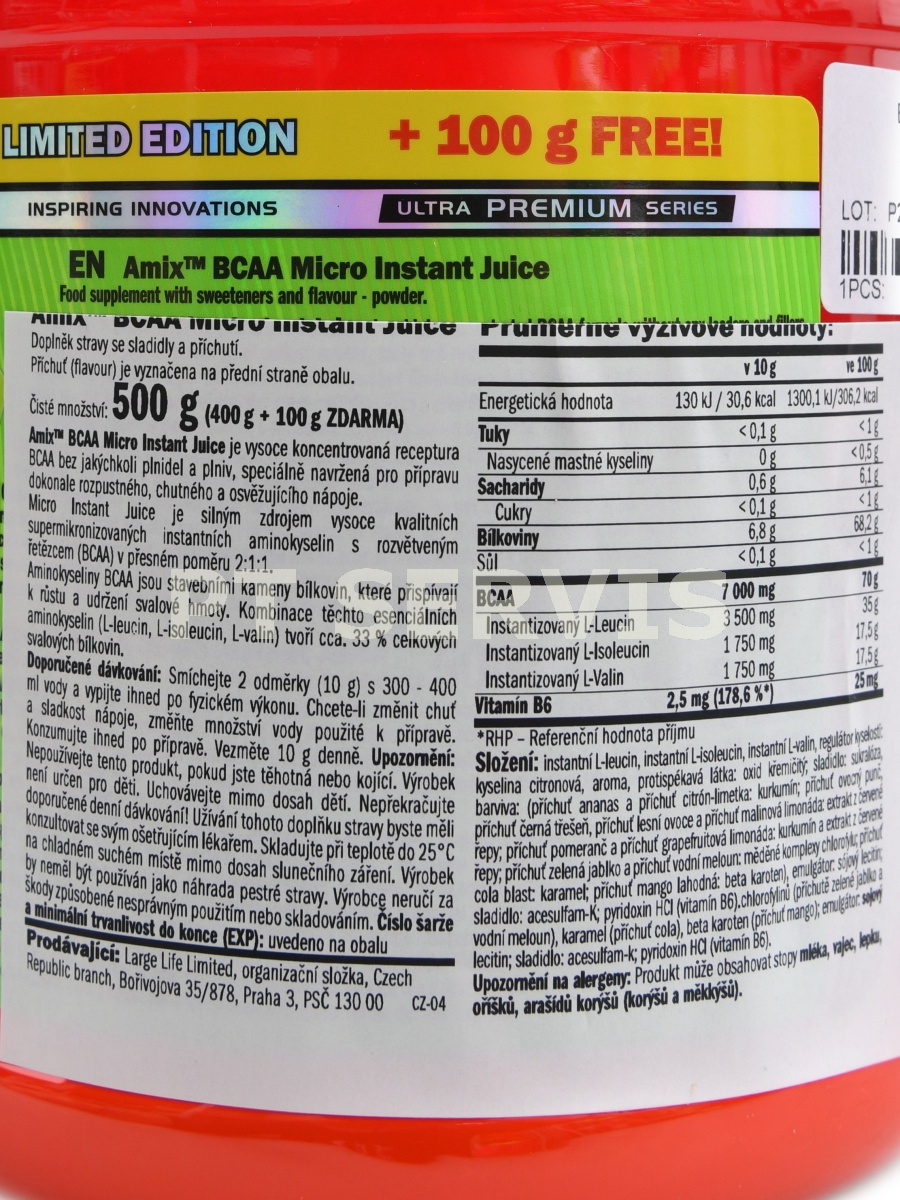 LIMITED EDITION + 100 g FREE!
INSPIRING INNOVATIONS ULTRA PREMIUM SERIES
LOT: P2
1PCS:
EN Amix™ BCAA Micro Instant Juice
Food supplement with sweeteners and flavour - powder.
Amix™ BCAA Micro Instant Juice
Doplněk stravy se sladidly a příchutí.
Příchuť (flavour) je vyznačena na přední straně obalu.
Čisté množství: 500 g (400g + 100 g ZDARMA)
Amix™ BCAA Micro Instant Juice je vysoce koncentrovaná receptura
BCAA bez jakýchkoli plnidel a plniv, speciálně navržená pro přípravu
dokonale rozpustného, chutného a osvěžujícího nápoje.
Micro Instant Juice je silným zdrojem vysoce kvalitních
supermikronizovaných instantních aminokyselin s rozvětveným
řetězcem (BCAA) v přesném poměru 2:1:1.
Aminokyseliny BCAA jsou stavebními kameny bílkovin, které přispívají
k růstu a udržení svalové hmoty. Kombinace těchto esenciálních
aminokyselin (L-leucin, L-isoleucin, L-valin) tvoří cca. 33 % celkových
svalových bílkovin.
Doporučené dávkování: Smíchejte 2 odměrky (10 g) s 300 - 400
ml vody a vypijte ihned po fyzickém výkonu. Chcete-li změnit chuť
a sladkost nápoje, změňte množství vody použité k přípravě.
Konzumujte ihned po přípravě. Vezměte 10 g denně. Upozornění:
Nepoužívejte tento produkt, pokud jste těhotná nebo kojící. Výrobek
není určen pro děti. Uchovávejte mimo dosah dětí. Nepřekračujte
doporučené denní dávkování! Užívání tohoto doplňku stravy byste měli
konzultovat se svým ošetřujícím lékařem. Skladujte při teplotě do 25°C
na chladném suchém místě mimo dosah slunečního záření. Výrobek
by neměl být používán jako náhrada pestré stravy. Výrobce neručí za
škody způsobené nesprávným použitím nebo skladováním. Číslo šarže
a minimální trvanlivost do konce (EXP): uvedeno na obalu
Prodávající: Large Life Limited, organizační složka, Czech
Republic branch, Bořivojova 35/878, Praha 3, PSČ 130 00 CZ-04
Průměrné výživové hodnoty:
v 10 g ve 100g
Energetická hodnota 130 kJ / 30,6 kcal 1300,1 kJ/306,2 kcal
Tuky <0,1 g <1g
Nasycené mastné kyseliny 0 g <0,5g
Sacharidy 0,6 g 6,1g
Cukry <0,1 g <1g
Bílkoviny 6,8 g 68,2g
Sůl <0,1 g <1g
BCAA 7 000 mg 70g
Instantizovaný L-Leucin 3 500 mg 35g
Instantizovaný L-Isoleucin 1 750 mg 17,5g
Instantizovaný L-Valin 1 750 mg 17,5g
Vitamín B6 2,5 mg (178,6 %*) 25mg
*RHP – Referenční hodnota příjmu
Složení: instantní L-leucin, instantní L-isoleucin, instantní L-valin, regulátor kyselosti:
kyselina citronová, aroma, protispékavá látka: oxid křemičitý; sladidlo: sukralóza,
barviva: (příchuť ananas a příchuť citrón-limetka: kurkumin; příchuť ovocný punč,
příchuť černá třešeň, příchuť lesní ovoce a příchuť malinová limonáda: extrakt z červené
řepy; příchuť pomeranč a příchuť grapefruitová limonáda: kurkumin a extrakt z červené
řepy; příchuť zelená jablko a příchuť vodní meloun: měděné komplexy chlorofylu; příchuť
cola blast: karamel; příchuť mango lahodná: beta karoten), emulgátor: sójový lecitin;
sladidlo: acesulfam-K; pyridoxin HCl (vitamín B6).chlorofylinů (příchutě zelené jablko a
vodní meloun), karamel (příchuť cola), beta karoten (příchuť mango); emulgátor: sojový
lecitin; sladidlo: acesulfam-K; pyridoxin HCl (vitamín B6).
Upozornění na alergeny: Produkt může obsahovat stopy mléka, vajec, lepku,
oříšků, arašídů korýšů (korýšů a měkkýšů).
SERVIS